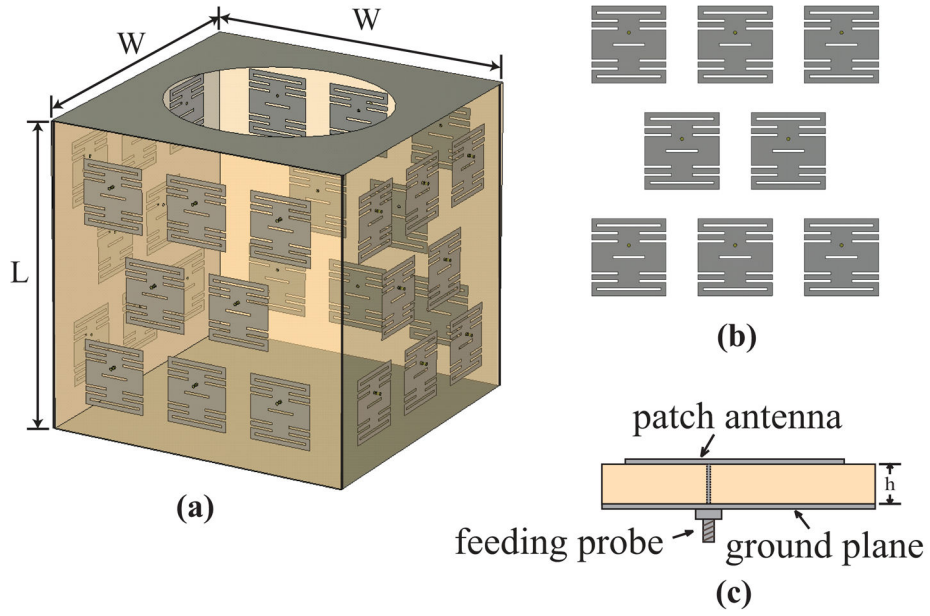 W
W
L
(a)
(b)
patch antenna
h
feeding probe
ground plane
(c)